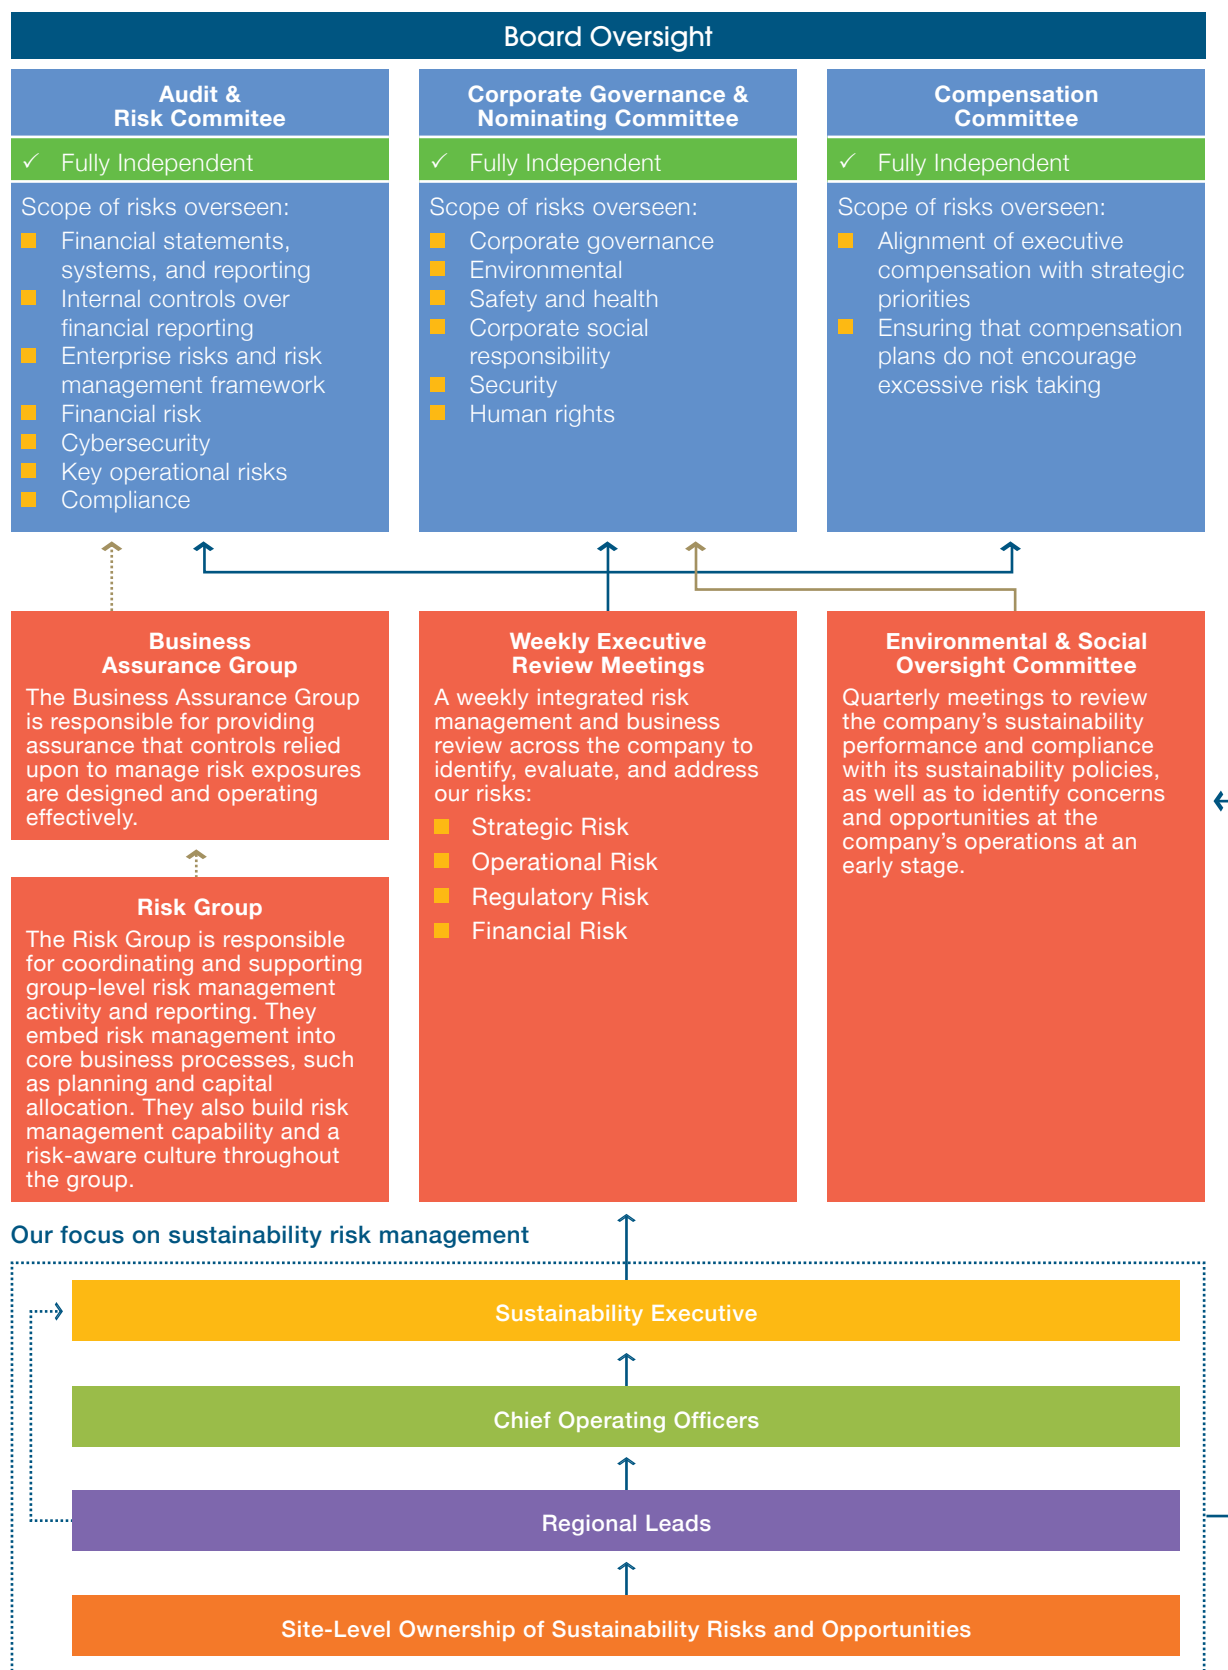 Board Oversight
Audit &
Risk Commitee
✓ Fully Independent
Scope of risks overseen:
Financial statements,
systems, and reporting
Internal controls over
financial reporting
Enterprise risks and risk
management framework
Financial risk
Cybersecurity
Key operational risks
Compliance
Corporate Governance &
Nominating Committee
✓ Fully Independent
Scope of risks overseen:
Corporate governance
Environmental
Safety and health
Corporate social
responsibility
Security
Human rights
Compensation
Committee
✓ Fully Independent
Scope of risks overseen:
Alignment of executive
compensation with strategic
priorities
Ensuring that compensation
plans do not encourage
excessive risk taking
Business
Assurance Group
The Business Assurance Group
is responsible for providing
assurance that controls relied
upon to manage risk exposures
are designed and operating
effectively.
Risk Group
The Risk Group is responsible
for coordinating and supporting
group-level risk management
activity and reporting. They
embed risk management into
core business processes, such
as planning and capital
allocation. They also build risk
management capability and a
risk-aware culture throughout
the group.
Weekly Executive
Review Meetings
A weekly integrated risk
management and business
review across the company to
identify, evaluate, and address
our risks:
Strategic Risk
Operational Risk
Regulatory Risk
Financial Risk
Environmental & Social
Oversight Committee
Quarterly meetings to review
the company’s sustainability
performance and compliance
with its sustainability policies,
as well as to identify concerns
and opportunities at the
company’s operations at an
early stage.
Our focus on sustainability risk management
Sustainability Executive
Chief Operating Officers
Regional Leads
Site-Level Ownership of Sustainability Risks and Opportunities